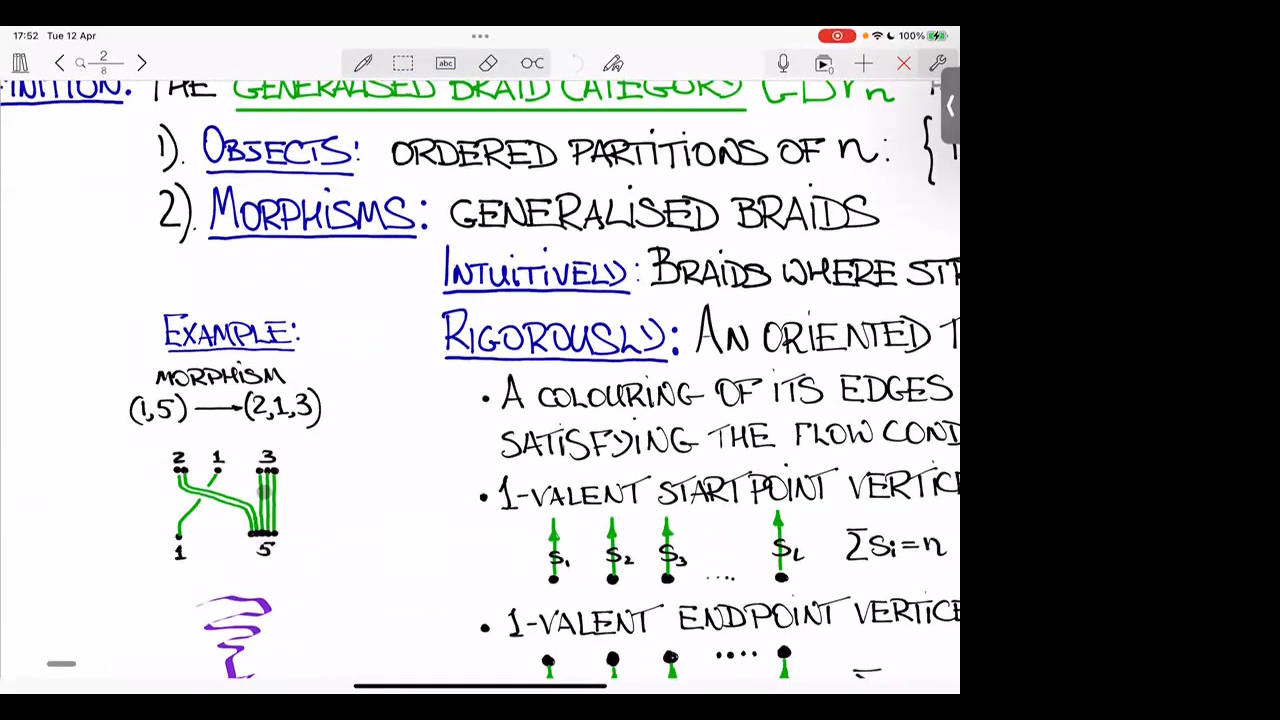 17:52 Tue 12 Apr
100%
2
8
abc
THE GENERALISED BRAID CATEGORY GBrn
1). OBJECTS: ORDERED PARTITIONS OF n: {
2). MORPHISMS: GENERALISED BRAIDS
INTUITIVELY: BRAIDS WHERE
EXAMPLE:
RIGOROUSLY: AN ORIENTED
MORPHISM
(1,5) → (2,1,3)
• A COLOURING OF ITS EDGES
SATISFYING THE FLOW
2 1 3
• 1-VALENT STARTPOINT
1 5
S1 S2 S3 .... SL ΣSi=n
• 1-VALENT ENDPOINT
....